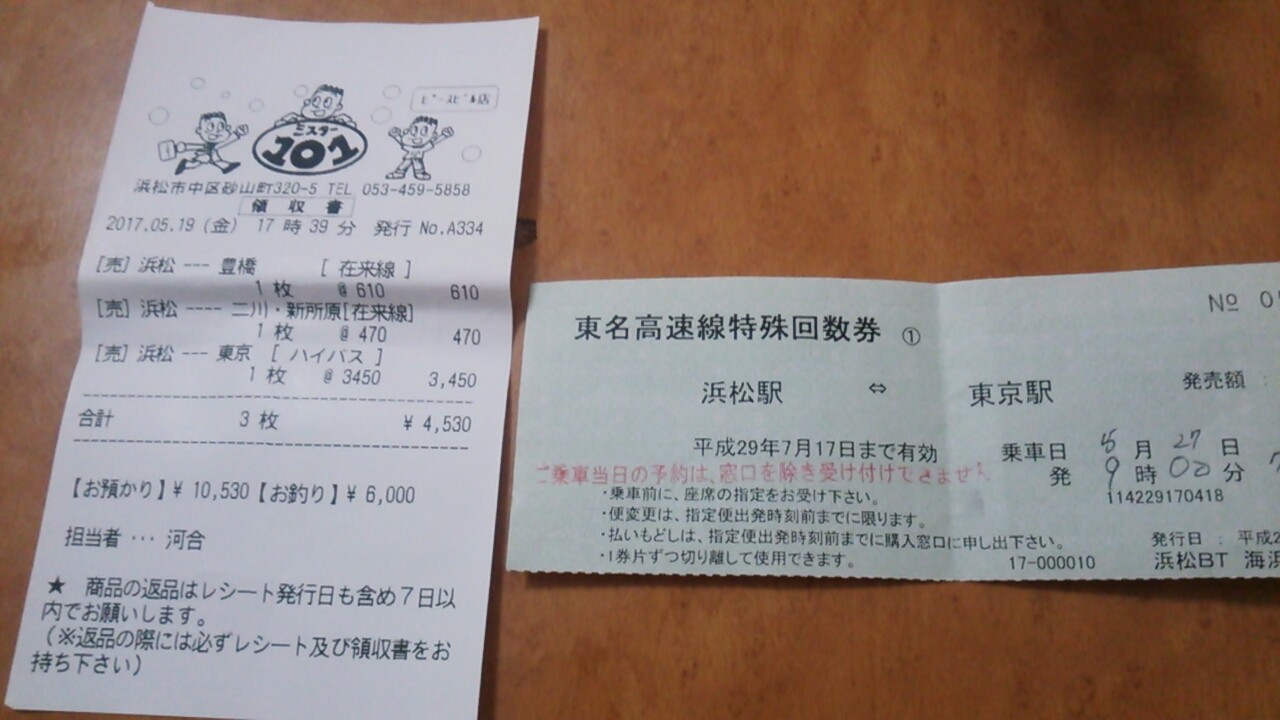 ピースビル店
ミスター
101
浜松市中区砂山町320-5 TEL 053-459-5858
領収書
2017.05.19 (金) 17時39分 発行 No.A334
[売] 浜松 --- 豊橋 [ 在来線 ]
1枚 @610 610
[売] 浜松 ---- 二川・新所原[在来線]
1枚 @470 470
[売] 浜松 --- 東京 [ ハイバス ]
1枚 @3450 3,450
合計 3枚 ¥ 4,530
【お預かり】¥ 10,530【お釣り】¥ 6,000
担当者 … 河合
★ 商品の返品はレシート発行日も含め7日以
内でお願いします。
(※返品の際には必ずレシート及び領収書をお
持ち下さい)
No 0
東名高速線特殊回数券 ①
発売額 :
浜松駅 ⇔ 東京駅
平成29年7月17日まで有効 乗車日 5月27日
ご乗車当日の予約は、窓口を除き受け付けできません 発 9時00分
・乗車前に、座席の指定をお受け下さい。 114229170418
・便変更は、指定便出発時刻前までに限ります。
・払いもどしは、指定便出発時刻前までに購入窓口に申し出下さい。 発行日 : 平成2
・1券片ずつ切り離して使用できます。 17-000010 浜松BT 海浜